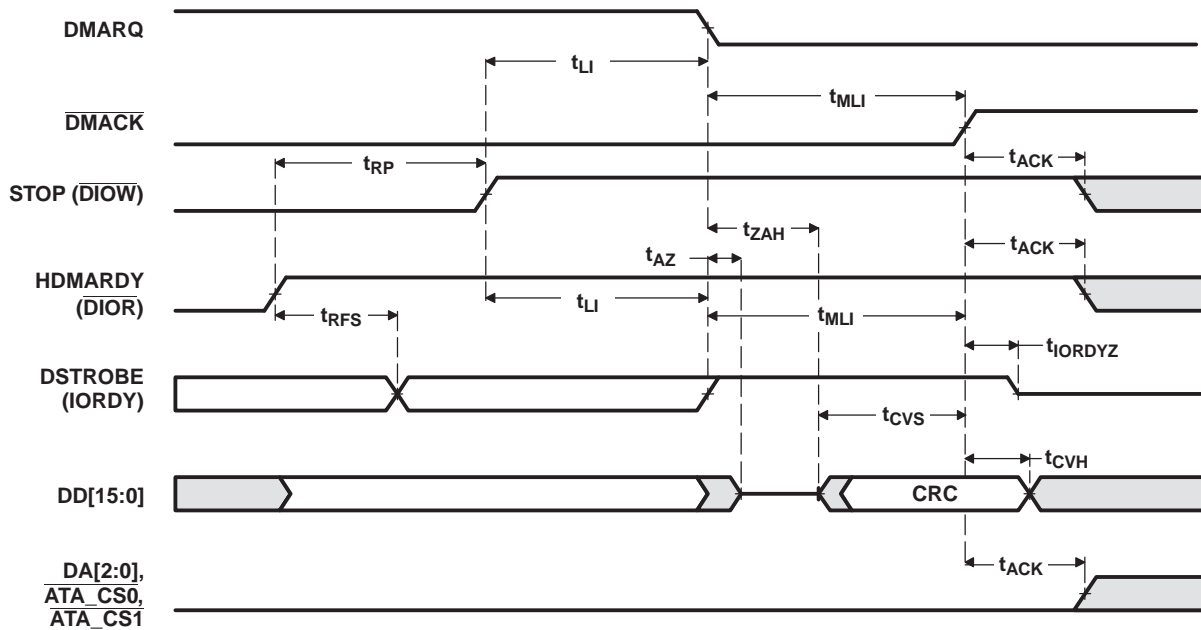 DMARQ
tLI
tMLI
DMACK
tRP
tACK
STOP (DIOW)
tZAH
tACK
tAZ
HDMARDY
(DIOR)
tLI
tMLI
tRFS
tIORDYZ
DSTROBE
(IORDY)
tCVS
tCVH
DD[15:0]
CRC
DA[2:0],
ATA_CS0,
ATA_CS1
tACK